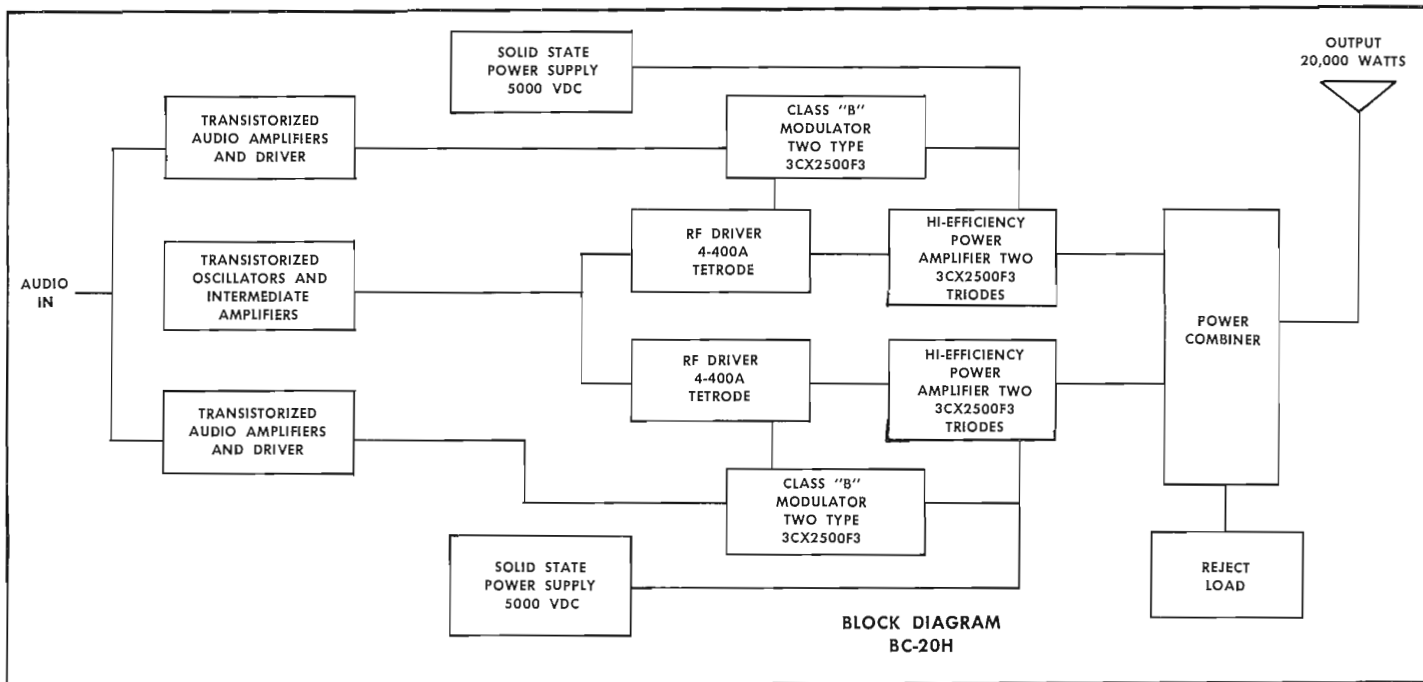 SOLID STATE
POWER SUPPLY
5000 VDC
OUTPUT
20,000 WATTS
TRANSISTORIZED
AUDIO AMPLIFIERS
AND DRIVER
CLASS "B"
MODULATOR
TWO TYPE
3CX2500F3
AUDIO
IN
TRANSISTORIZED
OSCILLATORS AND
INTERMEDIATE
AMPLIFIERS
RF DRIVER
4-400A
TETRODE
HI-EFFICIENCY
POWER
AMPLIFIER TWO
3CX2500F3
TRIODES
POWER
COMBINER
RF DRIVER
4-400A
TETRODE
HI-EFFICIENCY
POWER
AMPLIFIER TWO
3CX2500F3
TRIODES
TRANSISTORIZED
AUDIO AMPLIFIERS
AND DRIVER
CLASS "B"
MODULATOR
TWO TYPE
3CX2500F3
SOLID STATE
POWER SUPPLY
5000 VDC
REJECT
LOAD
BLOCK DIAGRAM
BC-20H